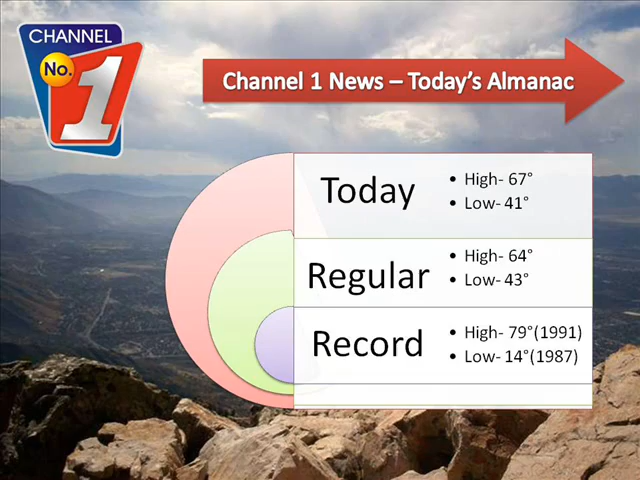 CHANNEL
No.
1
Channel 1 News – Today's Almanac
Today
• High- 67°
• Low- 41°
Regular
• High- 64°
• Low- 43°
Record
• High- 79°(1991)
• Low- 14°(1987)